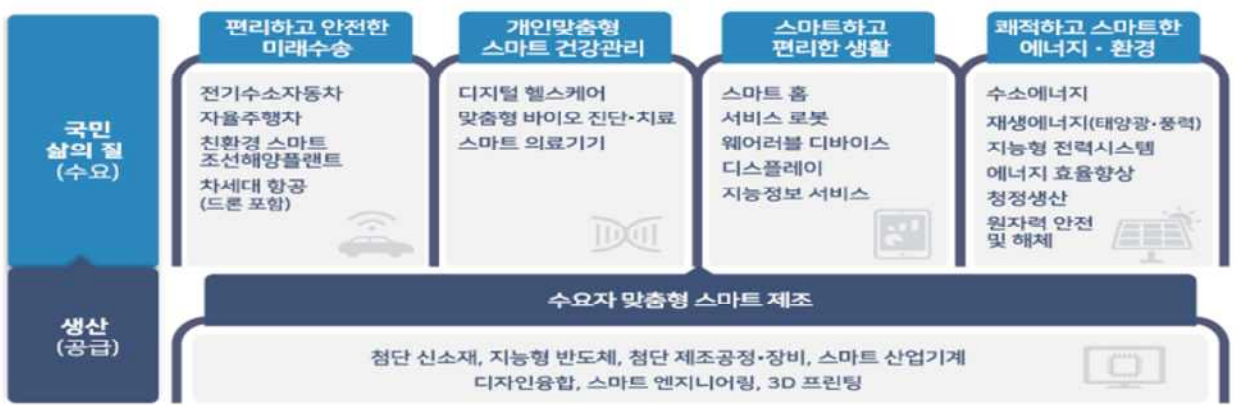 편리하고 안전한
미래수송
개인맞춤형
스마트 건강관리
스마트하고
편리한 생활
쾌적하고 스마트한
에너지 · 환경
국민
삶의 질
(수요)
전기수소자동차
자율주행차
친환경 스마트
조선해양플랜트
차세대 항공
(드론 포함)
디지털 헬스케어
맞춤형 바이오 진단·치료
스마트 의료기기
스마트 홈
서비스 로봇
웨어러블 디바이스
디스플레이
지능정보 서비스
수소에너지
재생에너지(태양광·풍력)
지능형 전력시스템
에너지 효율향상
청정생산
원자력 안전
및 해체
생산
(공급)
수요자 맞춤형 스마트 제조
첨단 신소재, 지능형 반도체, 첨단 제조공정·장비, 스마트 산업기계
디자인융합, 스마트 엔지니어링, 3D 프린팅